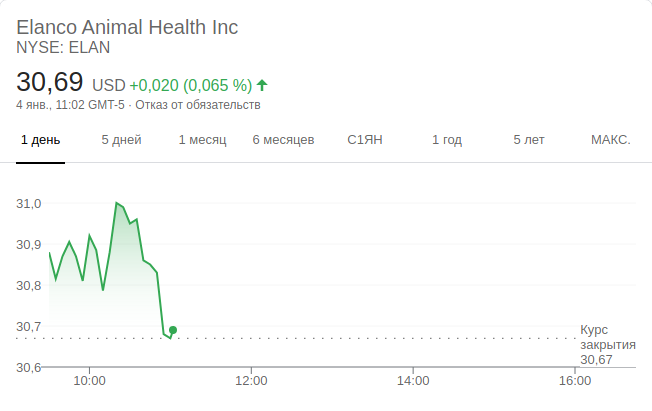 Elanco Animal Health Inc
NYSE: ELAN
30,69 USD +0,020 (0,065 %)
4 янв., 11:02 GMT-5 · Отказ от обязательств
1 день 5 дней 1 месяц 6 месяцев С1ЯН 1 год 5 лет МАКС.
31,0
30,9
30,8
30,7
30,6
Курс
закрытия
30,67
10:00 12:00 14:00 16:00